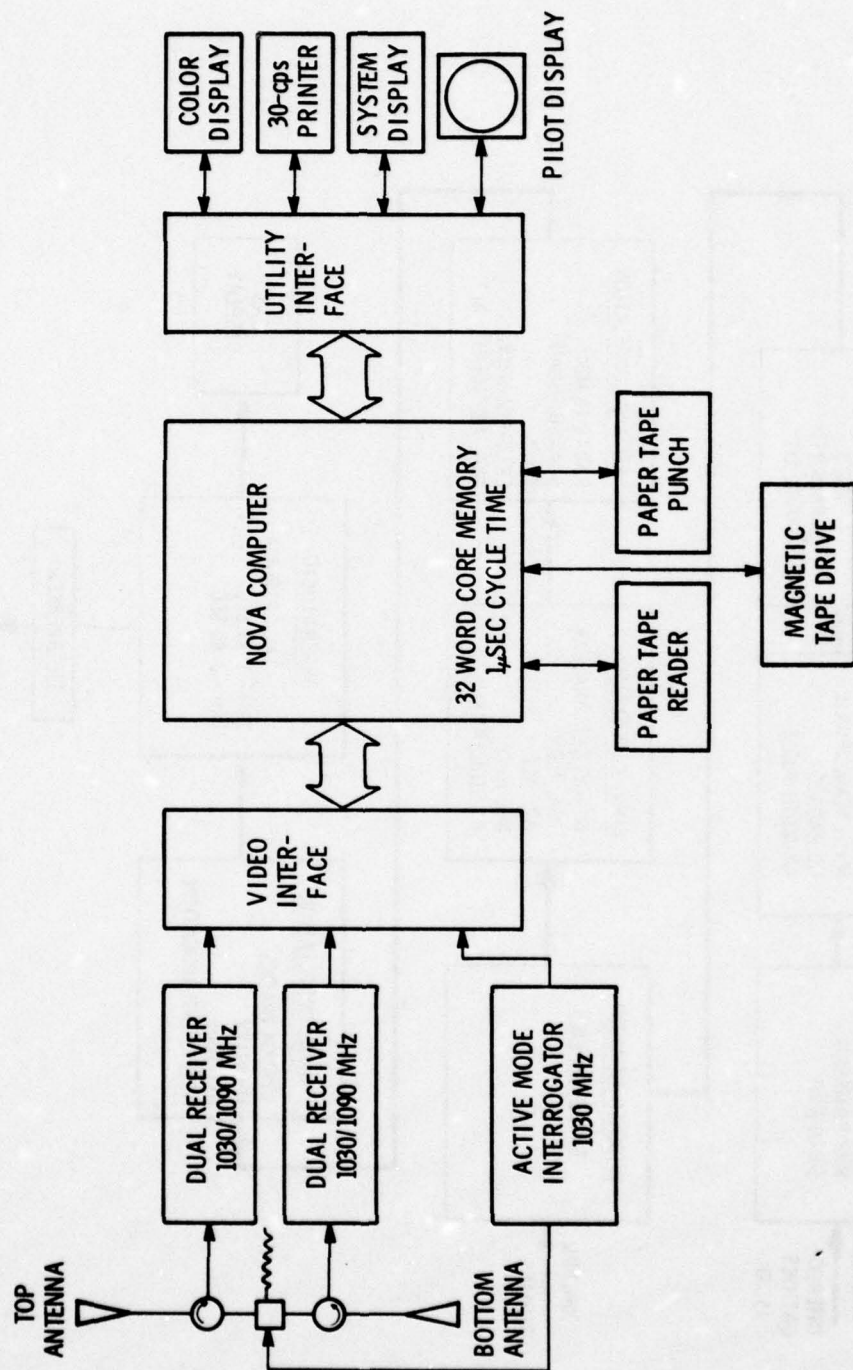 TOP
ANTENNA
BOTTOM
ANTENNA
DUAL RECEIVER
1030/1090 MHz
DUAL RECEIVER
1030/1090 MHz
ACTIVE MODE
INTERROGATOR
1030 MHz
VIDEO
INTER-
FACE
NOVA COMPUTER
32 WORD CORE MEMORY
1μSEC CYCLE TIME
PAPER TAPE
READER
PAPER TAPE
PUNCH
MAGNETIC
TAPE DRIVE
UTILITY
INTER-
FACE
COLOR
DISPLAY
30-cps
PRINTER
SYSTEM
DISPLAY
PILOT DISPLAY